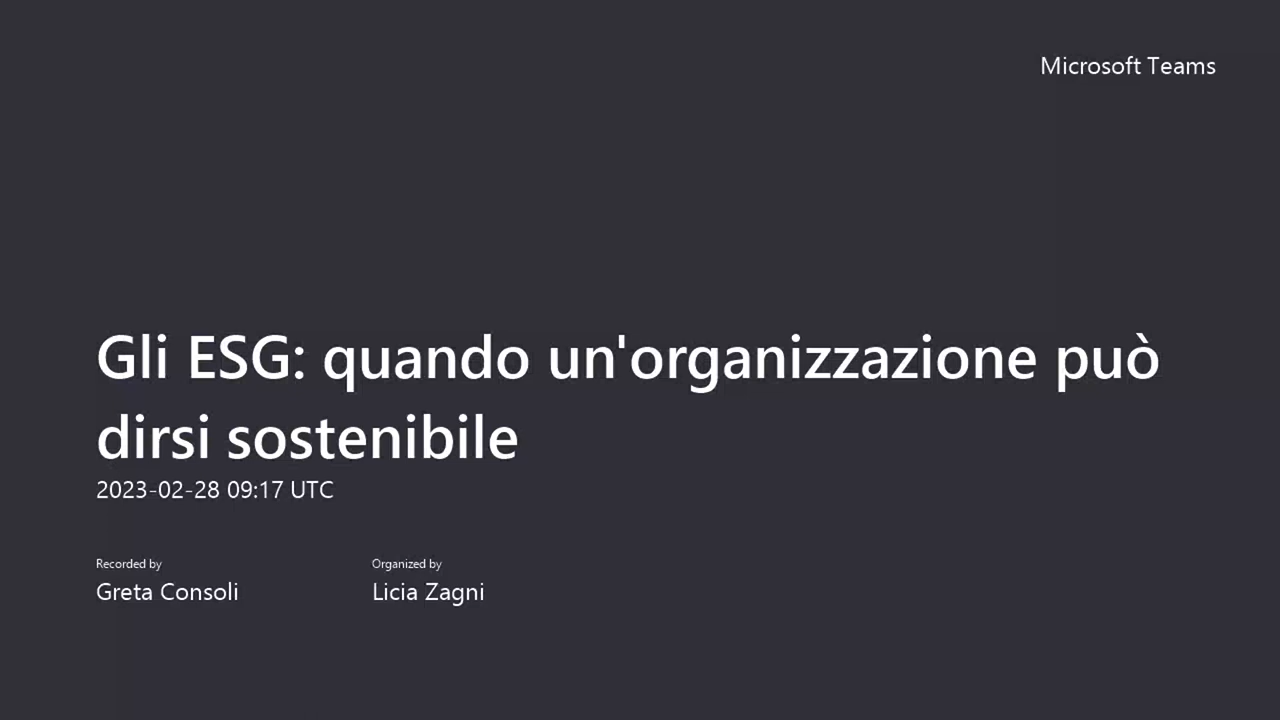 Microsoft Teams
Gli ESG: quando un'organizzazione può
dirsi sostenibile
2023-02-28 09:17 UTC
Recorded by
Greta Consoli
Organized by
Licia Zagni